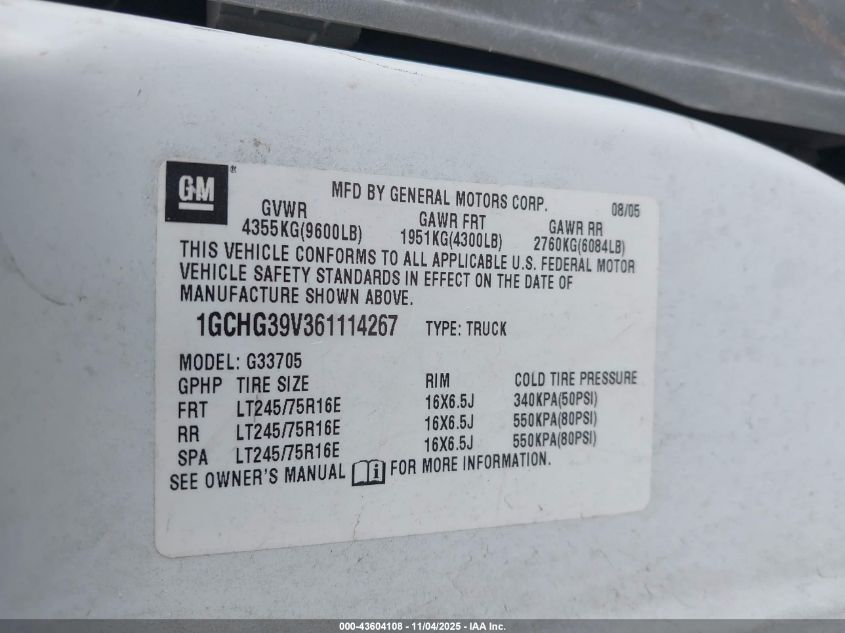 GM
MFD BY GENERAL MOTORS CORP. 08/05
GVWR GAWR FRT GAWR RR
4355KG(9600LB) 1951KG(4300LB) 2760KG(6084LB)
THIS VEHICLE CONFORMS TO ALL APPLICABLE U.S. FEDERAL MOTOR
VEHICLE SAFETY STANDARDS IN EFFECT ON THE DATE OF
MANUFACTURE SHOWN ABOVE.
1GCHG39V361114267 TYPE: TRUCK
MODEL: G33705
GPHP TIRE SIZE RIM COLD TIRE PRESSURE
FRT LT245/75R16E 16X6.5J 340KPA(50PSI)
RR LT245/75R16E 16X6.5J 550KPA(80PSI)
SPA LT245/75R16E 16X6.5J 550KPA(80PSI)
SEE OWNER'S MANUAL i FOR MORE INFORMATION.
000-43604108 - 11/04/2025 - IAA Inc.